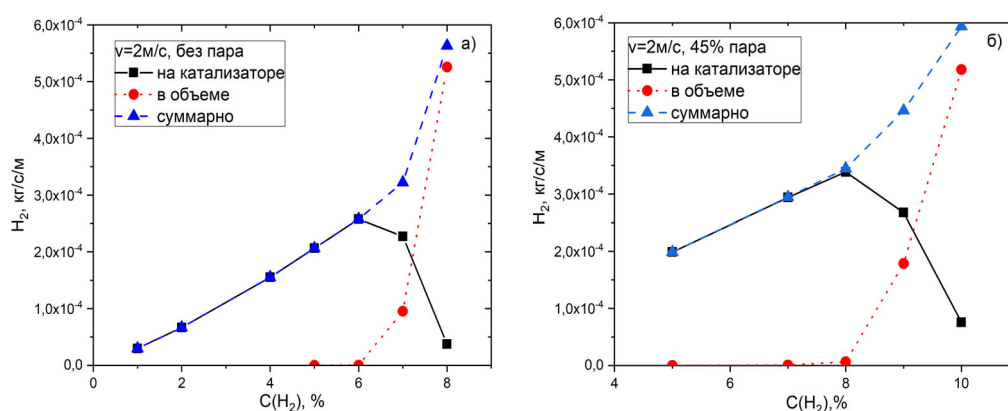 6,0x10⁻⁴
5,0x10⁻⁴
4,0x10⁻⁴
3,0x10⁻⁴
2,0x10⁻⁴
1,0x10⁻⁴
0,0
H₂, кг/с/м
v=2м/с, без пара
на катализаторе
в объеме
суммарно
а)
0 2 4 6 8
C(H₂), %
6,0x10⁻⁴
5,0x10⁻⁴
4,0x10⁻⁴
3,0x10⁻⁴
2,0x10⁻⁴
1,0x10⁻⁴
0,0
H₂, кг/с/м
v=2м/с, 45% пара
на катализаторе
в объеме
суммарно
б)
4 6 8 10
C(H₂),%